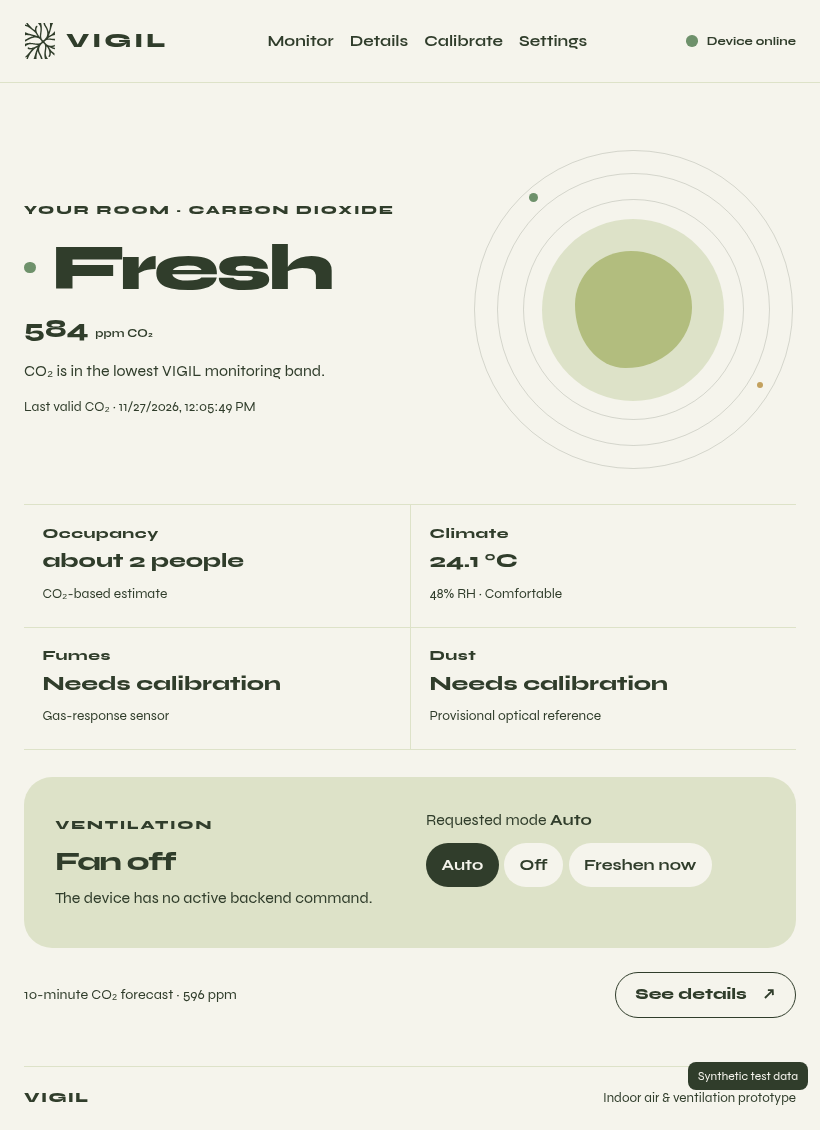 VIGIL
Monitor Details Calibrate Settings
Device online
YOUR ROOM · CARBON DIOXIDE
Fresh
584 ppm CO₂
CO₂ is in the lowest VIGIL monitoring band.
Last valid CO₂ · 11/27/2026, 12:05:49 PM
Occupancy
about 2 people
CO₂-based estimate
Climate
24.1 °C
48% RH · Comfortable
Fumes
Needs calibration
Gas-response sensor
Dust
Needs calibration
Provisional optical reference
VENTILATION
Fan off
The device has no active backend command.
Requested mode Auto
Auto Off Freshen now
10-minute CO₂ forecast · 596 ppm
See details ↗
Synthetic test data
VIGIL
Indoor air & ventilation prototype